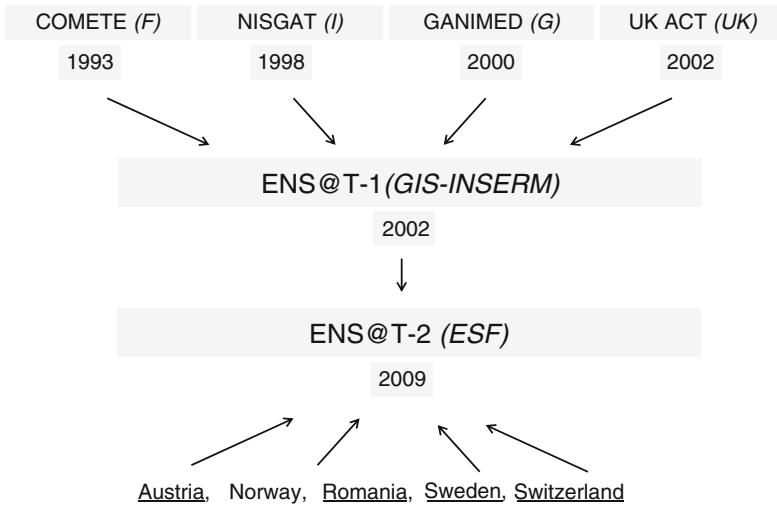 COMETE (F) NISGAT (I) GANIMED (G) UK ACT (UK)
1993 1998 2000 2002
ENS@T-1(GIS-INSERM)
2002
ENS@T-2 (ESF)
2009
Austria, Norway, Romania, Sweden, Switzerland